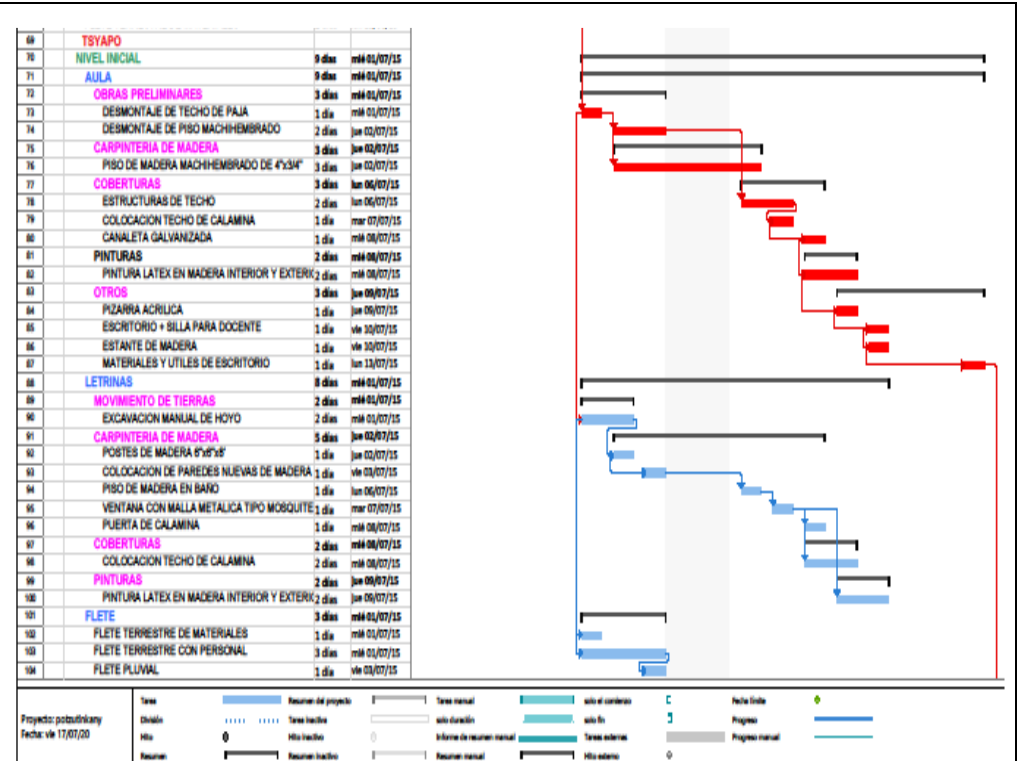 69 TSYAPO
70 NIVEL INICIAL 9 días mié 01/07/15
71 AULA 9 días mié 01/07/15
72 OBRAS PRELIMINARES 3 días mié 01/07/15
73 DESMONTAJE DE TECHO DE PAJA 1 día mié 01/07/15
74 DESMONTAJE DE PISO MACHIHEMBRADO 2 días jue 02/07/15
75 CARPINTERIA DE MADERA 3 días jue 02/07/15
76 PISO DE MADERA MACHIHEMBRADO DE 4"x3/4" 3 días jue 02/07/15
77 COBERTURAS 3 días lun 06/07/15
78 ESTRUCTURAS DE TECHO 2 días lun 06/07/15
79 COLOCACION TECHO DE CALAMINA 1 día mar 07/07/15
80 CANALETA GALVANIZADA 1 día mié 08/07/15
81 PINTURAS 2 días mié 08/07/15
82 PINTURA LATEX EN MADERA INTERIOR Y EXTERIO 2 días mié 08/07/15
83 OTROS 3 días jue 09/07/15
84 PIZARRA ACRILICA 1 día jue 09/07/15
85 ESCRITORIO + SILLA PARA DOCENTE 1 día vie 10/07/15
86 ESTANTE DE MADERA 1 día vie 10/07/15
87 MATERIALES Y UTILES DE ESCRITORIO 1 día lun 13/07/15
88 LETRINAS 8 días mié 01/07/15
89 MOVIMIENTO DE TIERRAS 2 días mié 01/07/15
90 EXCAVACION MANUAL DE HOYO 2 días mié 01/07/15
91 CARPINTERIA DE MADERA 5 días jue 02/07/15
92 POSTES DE MADERA 6"x6"x8' 1 día jue 02/07/15
93 COLOCACION DE PAREDES NUEVAS DE MADERA 1 día vie 03/07/15
94 PISO DE MADERA EN BAÑO 1 día lun 06/07/15
95 VENTANA CON MALLA METALICA TIPO MOSQUITE 1 día mar 07/07/15
96 PUERTA DE CALAMINA 1 día mié 08/07/15
97 COBERTURAS 2 días mié 08/07/15
98 COLOCACION TECHO DE CALAMINA 2 días mié 08/07/15
99 PINTURAS 2 días jue 09/07/15
100 PINTURA LATEX EN MADERA INTERIOR Y EXTERIO 2 días jue 09/07/15
101 FLETE 3 días mié 01/07/15
102 FLETE TERRESTRE DE MATERIALES 1 día mié 01/07/15
103 FLETE TERRESTRE CON PERSONAL 3 días mié 01/07/15
104 FLETE PLUVIAL 1 día vie 03/07/15
Proyecto: potzutinkany
Fecha: vie 17/07/20
Tarea Resumen del proyecto Tarea manual solo el comienzo Fecha límite
División Tarea inactiva solo duración solo fin Progreso
Hito Hito inactivo Informe de resumen manual Tareas externas Progreso manual
Resumen Resumen inactivo Resumen manual Hito externo